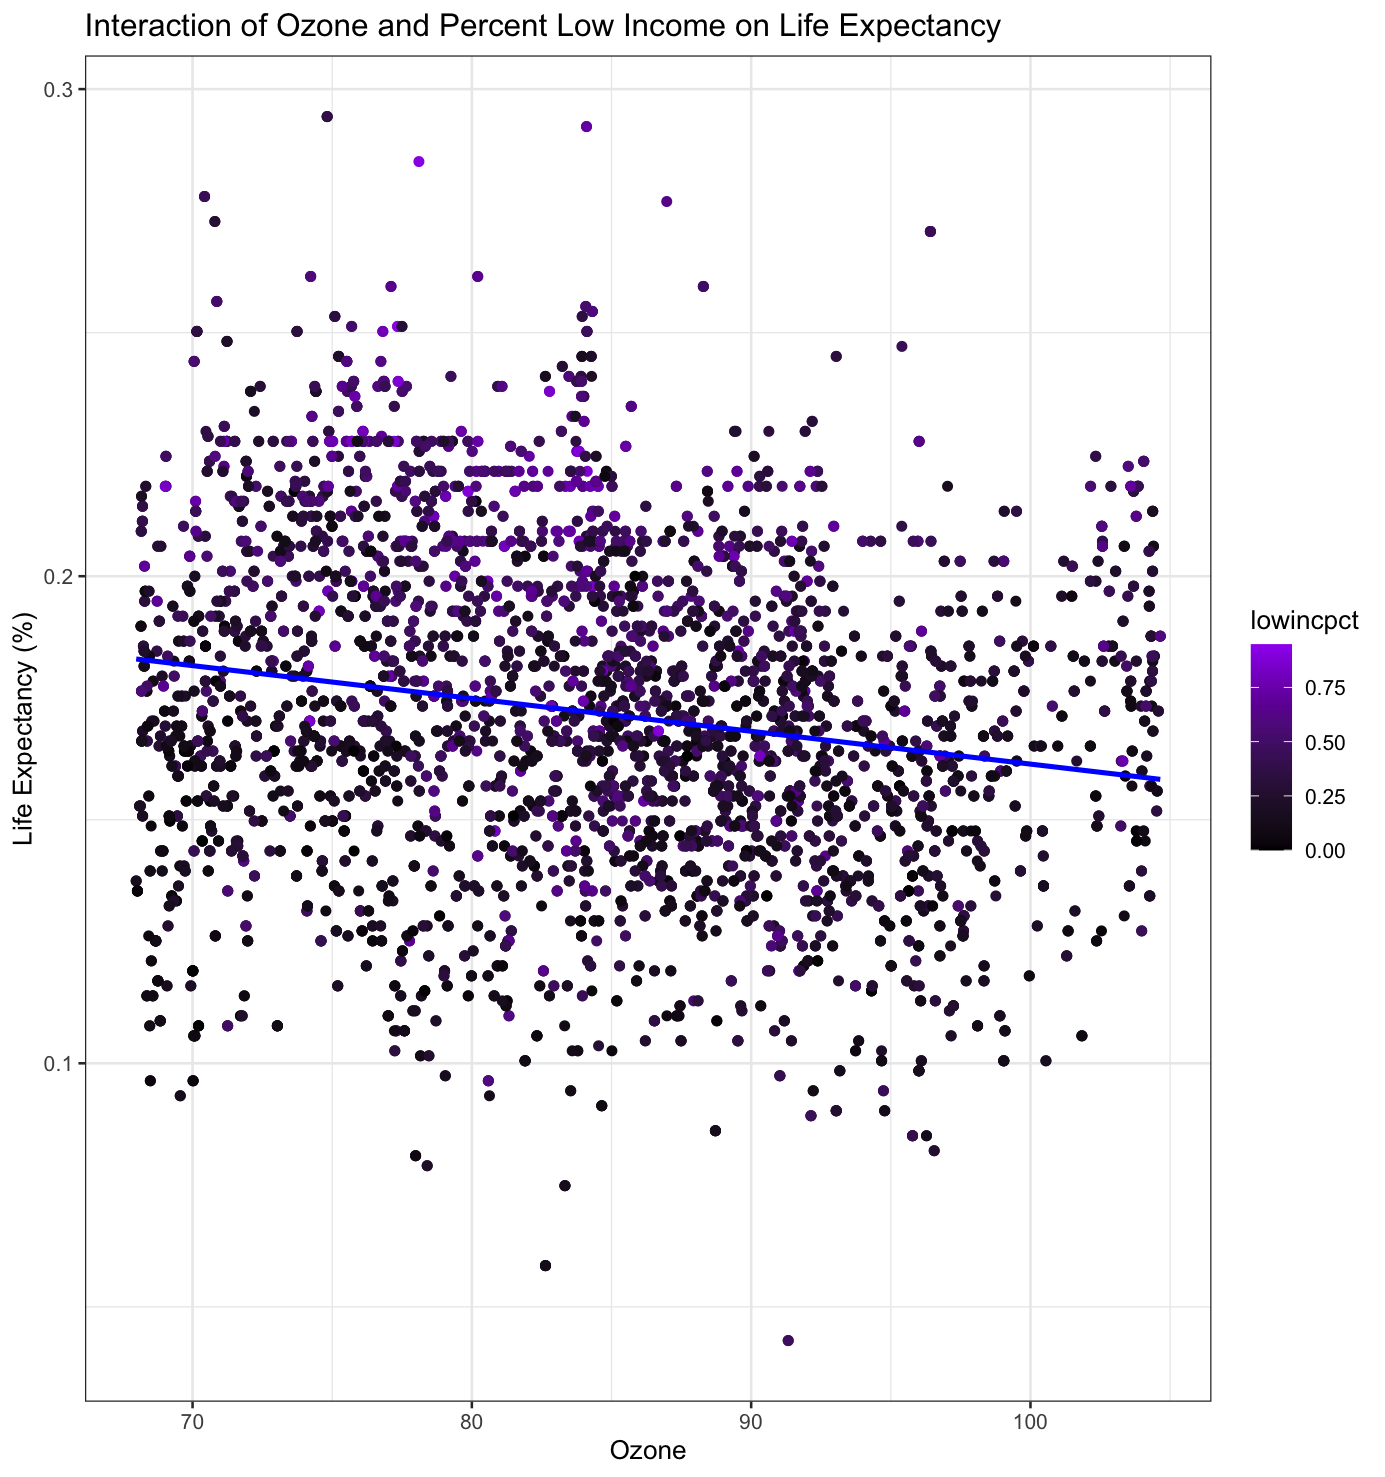 Interaction of Ozone and Percent Low Income on Life Expectancy
Life Expectancy (%)
0.3
0.2
0.1
70
80
90
100
Ozone
lowincpct
0.75
0.50
0.25
0.00